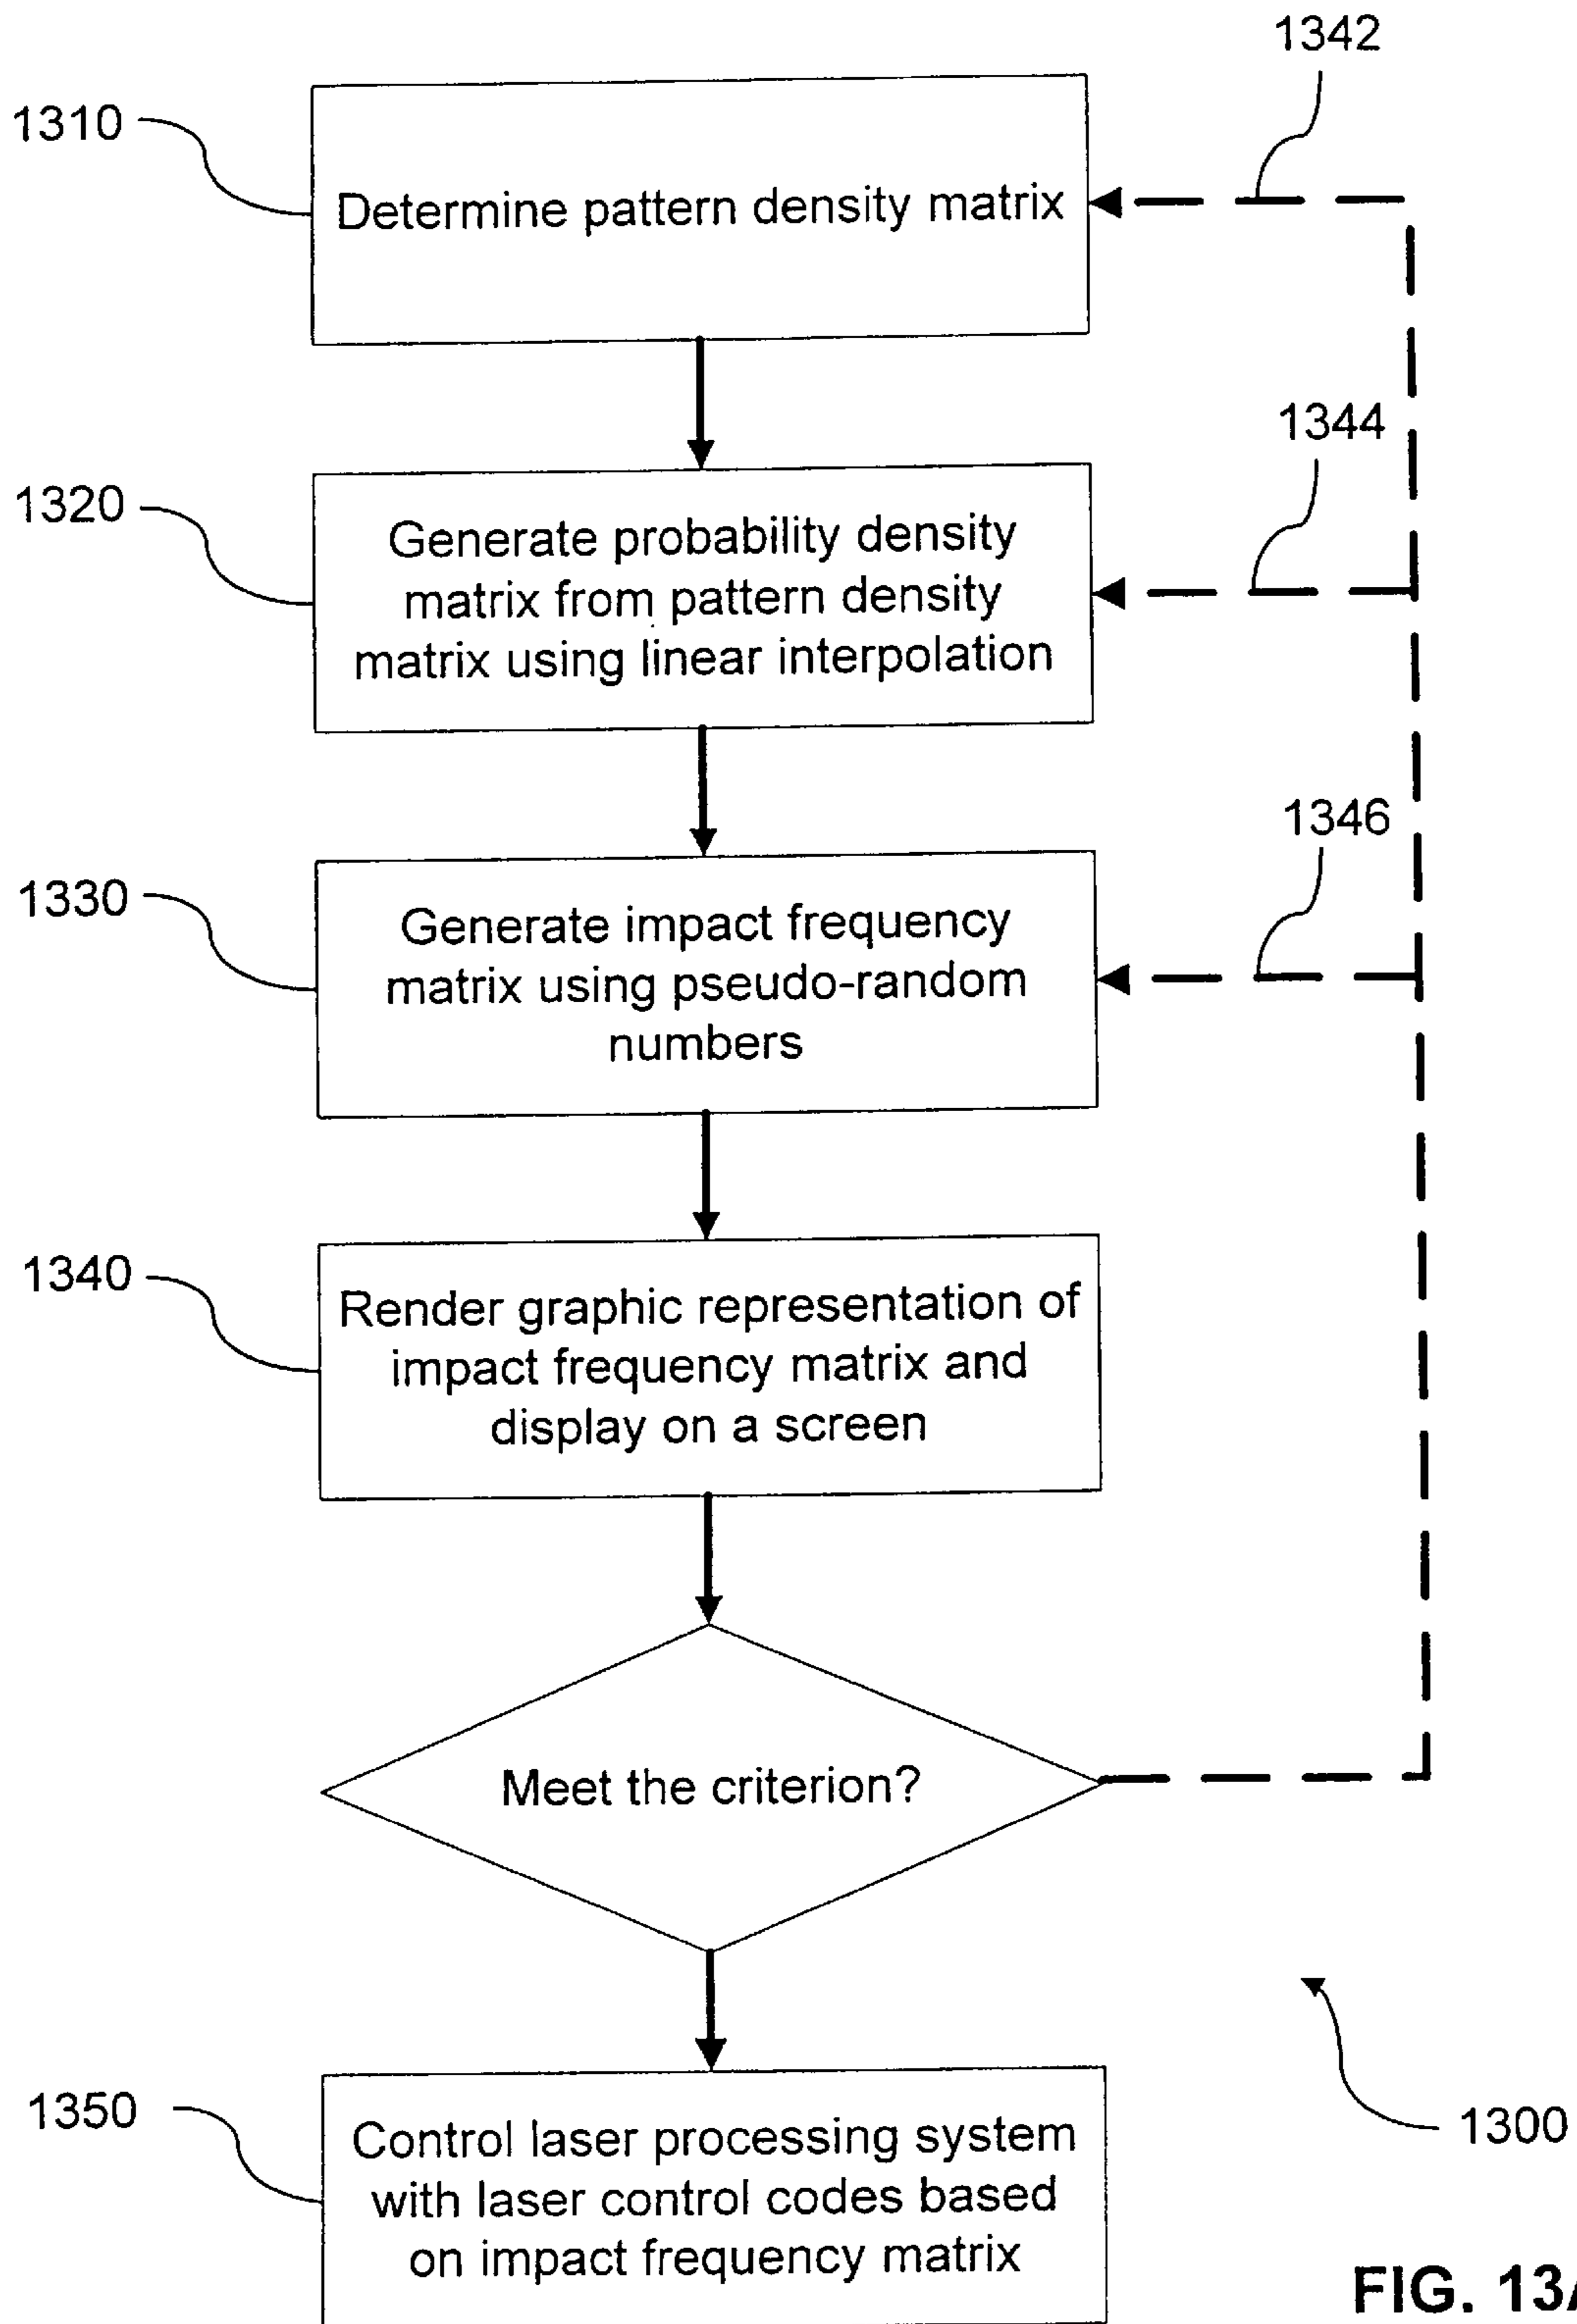 1342
1310
Determine pattern density matrix
1344
1320
Generate probability density
matrix from pattern density
matrix using linear interpolation
1346
1330
Generate impact frequency
matrix using pseudo-random
numbers
1340
Render graphic representation of
impact frequency matrix and
display on a screen
Meet the criterion?
1350
Control laser processing system
with laser control codes based
on impact frequency matrix
1300
FIG. 13A